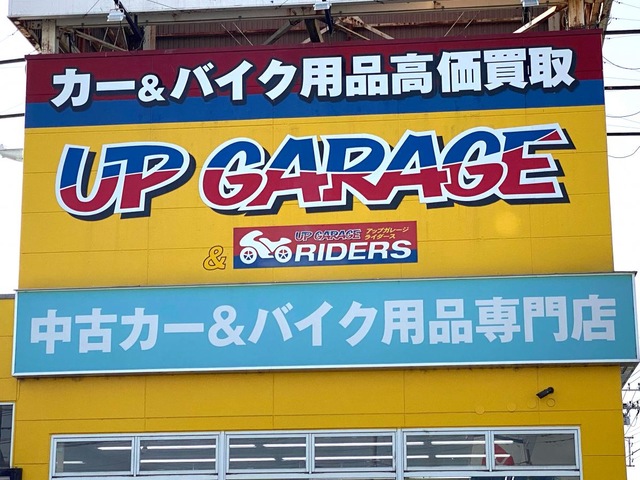 カー&バイク用品高価買取
UP GARAGE
& UP GARAGE アップガレージ ライダース
RIDERS
中古カー&バイク用品専門店